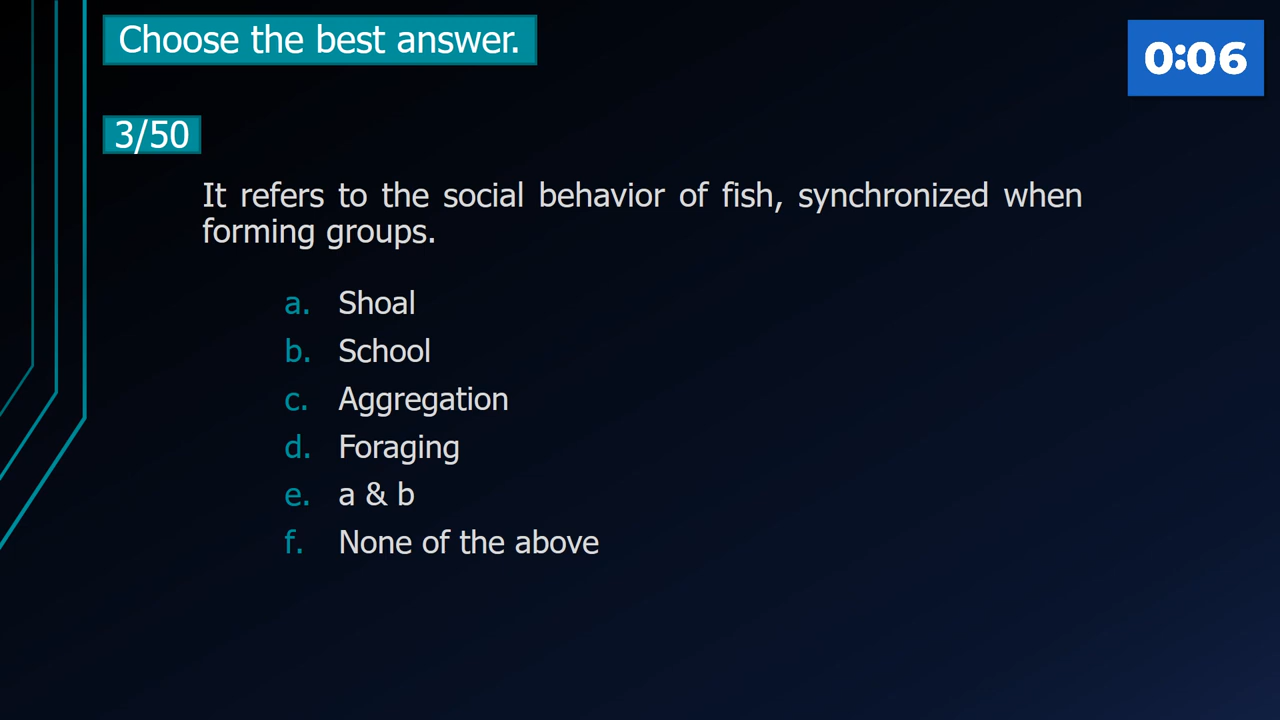 Choose the best answer.
0:06
3/50
It refers to the social behavior of fish, synchronized when
forming groups.
a. Shoal
b. School
c. Aggregation
d. Foraging
e. a & b
f. None of the above